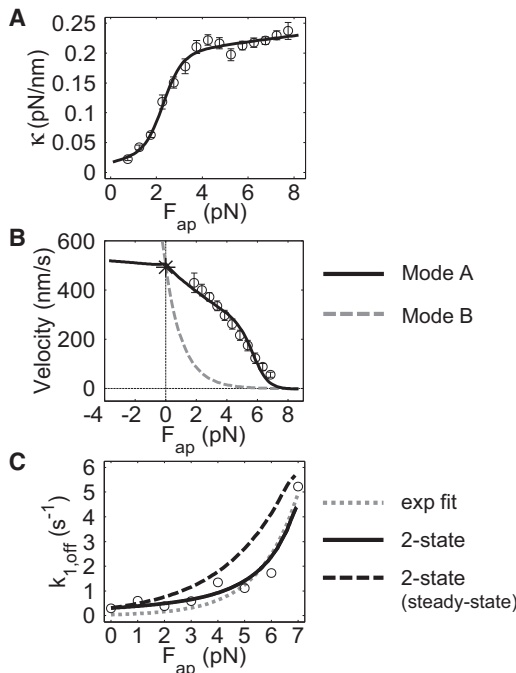 A
0.25
0.20
0.15
0.1
0.05
0
κ (pN/nm)
0 2 4 6 8
F_ap (pN)
B
600
400
200
0
Velocity (nm/s)
-4 -2 0 2 4 6 8
F_ap (pN)
Mode A
Mode B
C
6
5
4
3
2
1
0
k_1,off (s^-1)
0 1 2 3 4 5 6 7
F_ap (pN)
exp fit
2-state
2-state
(steady-state)